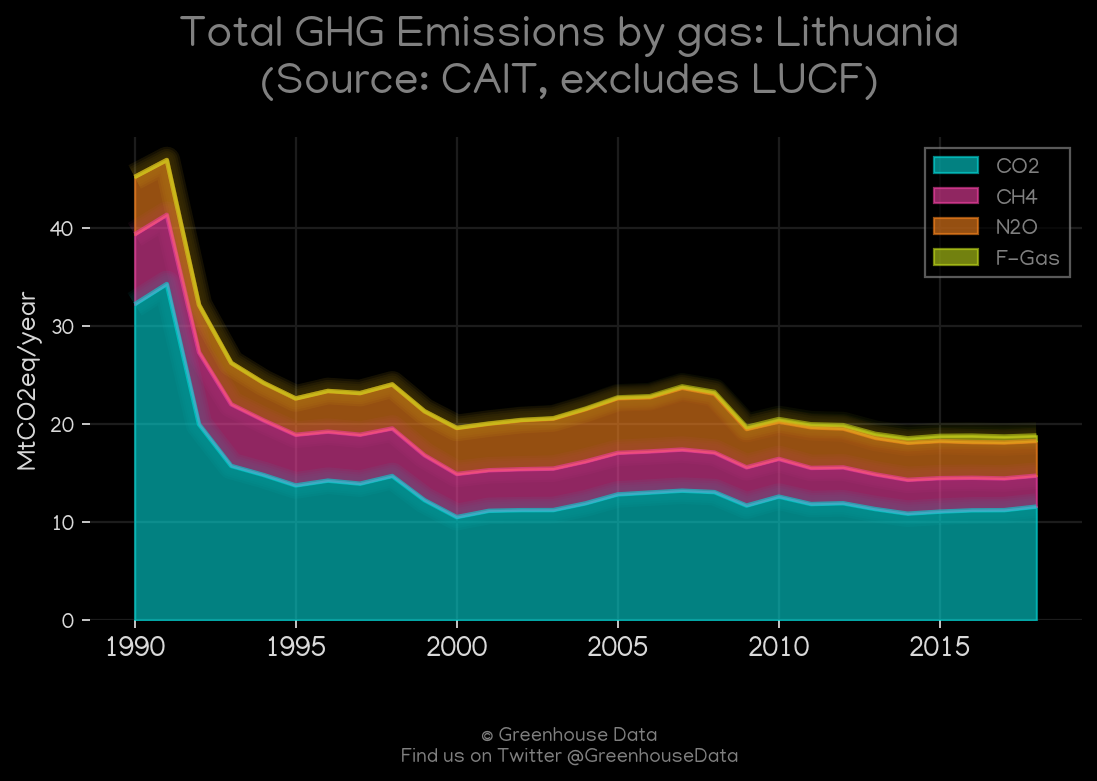 Total GHG Emissions by gas: Lithuania
(Source: CAIT, excludes LUCF)
CO2
CH4
N2O
F-Gas
MtCO2eq/year
40
30
20
10
0
1990 1995 2000 2005 2010 2015
© Greenhouse Data
Find us on Twitter @GreenhouseData